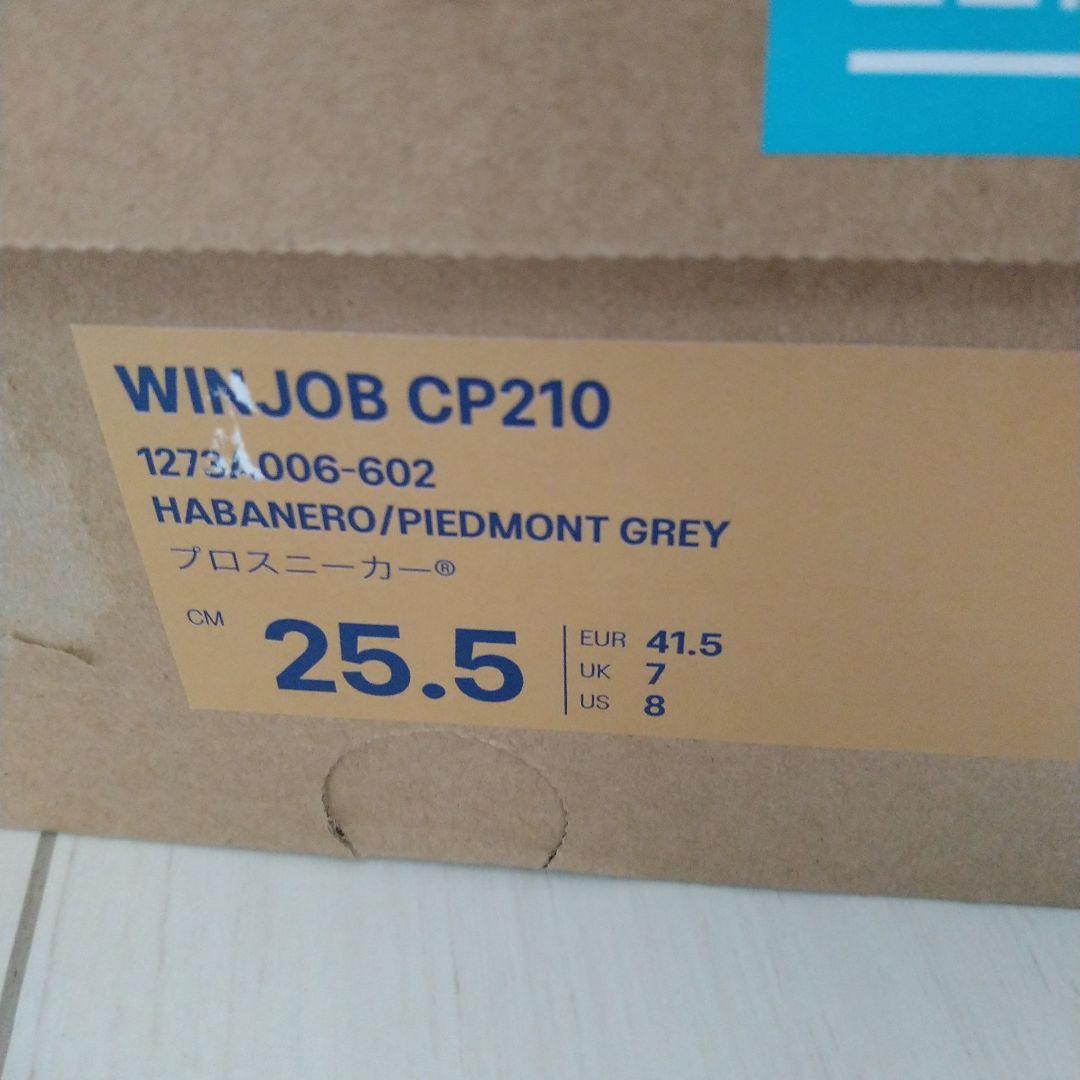 WINJOB CP210
1273A006-602
HABANERO/PIEDMONT GREY
プロスニーカー®
CM 25.5
EUR 41.5
UK 7
US 8